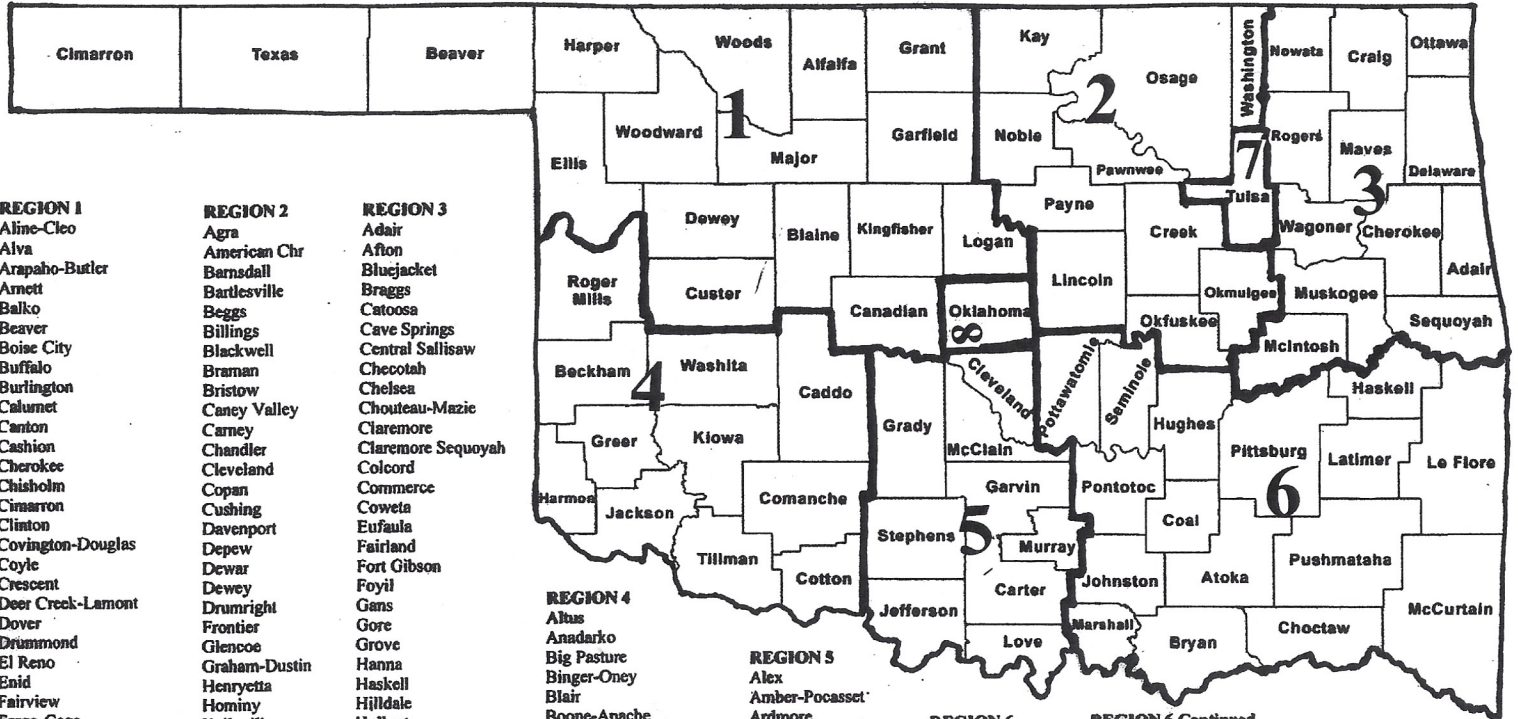 Cimarron
Texas
Beaver
Harper
Woods
Alfalfa
Grant
Kay
Osage
Washington
Nowata
Craig
Ottawa
1
2
Woodward
Garfield
Noble
Rogers
Mayes
Ellis
Major
7
Pawnwee
Delaware
3
Tulsa
Dewey
Blaine
Kingfisher
Logan
Payne
Creek
Wagoner
Cherokee
Adair
Roger
Mills
Custer
Canadian
Oklahoma
8
Lincoln
Okmulgee
Muskogee
Okfuskee
Sequoyah
McIntosh
Beckham
4
Washita
Caddo
Cleveland
Pottawatomie
Seminole
Haskell
Greer
Kiowa
Grady
McClain
Hughes
Pittsburg
Latimer
Le Flore
Harmon
Jackson
Comanche
Garvin
Pontotoc
6
Coal
Stephens
5
Murray
Tillman
Cotton
Carter
Johnston
Atoka
Pushmataha
Jefferson
Love
Marshall
Bryan
Choctaw
McCurtain
REGION 1
Aline-Cleo
Alva
Arapaho-Butler
Arnett
Balko
Beaver
Boise City
Buffalo
Burlington
Calumet
Canton
Cashion
Cherokee
Chisholm
Cimarron
Clinton
Covington-Douglas
Coyle
Crescent
Deer Creek-Lamont
Dover
Drummond
El Reno
Enid
Fairview
REGION 2
Agra
American Chr
Barnsdall
Bartlesville
Beggs
Billings
Blackwell
Braman
Bristow
Caney Valley
Carney
Chandler
Cleveland
Copan
Cushing
Davenport
Depew
Dewar
Dewey
Drumright
Frontier
Glencoe
Graham-Dustin
Henryetta
Hominy
REGION 3
Adair
Afton
Bluejacket
Braggs
Catoosa
Cave Springs
Central Sallisaw
Checotah
Chelsea
Chouteau-Mazie
Claremore
Claremore Sequoyah
Colcord
Commerce
Coweta
Eufaula
Fairland
Fort Gibson
Foyil
Gans
Gore
Grove
Hanna
Haskell
Hilldale
REGION 4
Altus
Anadarko
Big Pasture
Binger-Oney
Blair
Boone-Apache
REGION 5
Alex
Amber-Pocasset
Ardmore
REGION 6
REGION 6 Continued